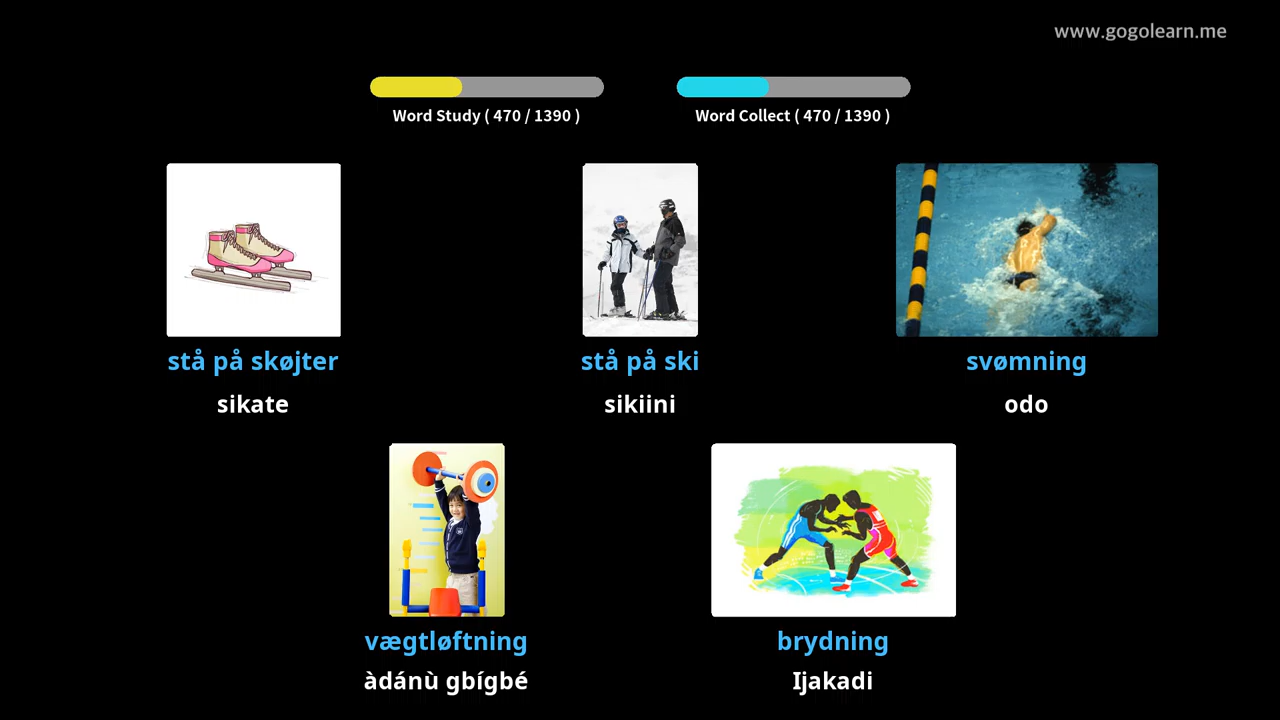 www.gogolearn.me
Word Study ( 470 / 1390 )
Word Collect ( 470 / 1390 )
stå på skøjter
stå på ski
svømning
sikate
sikiini
odo
vægtløftning
brydning
àdánù gbígbé
Ijakadi